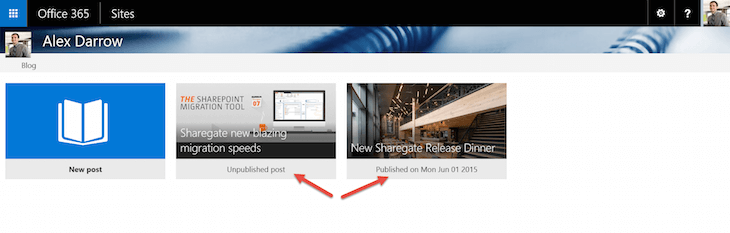 Office 365 Sites ?
Alex Darrow
Blog
THE SHAREPOINT
MIGRATION TOOL
07
Sharegate new blazing
migration speeds
New Sharegate Release Dinner
New post
Unpublished post
Published on Mon Jun 01 2015